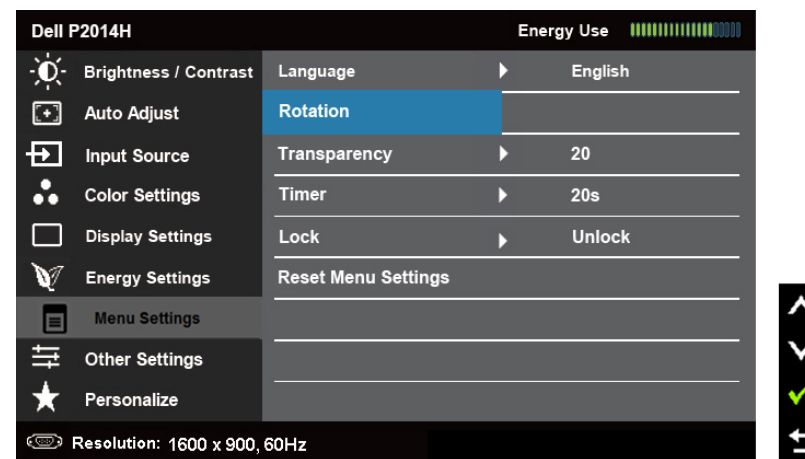 Dell P2014H Energy Use
Brightness / Contrast Language English
Auto Adjust Rotation
Input Source Transparency 20
Color Settings Timer 20s
Display Settings Lock Unlock
Energy Settings Reset Menu Settings
Menu Settings
Other Settings
Personalize
Resolution: 1600 x 900, 60Hz